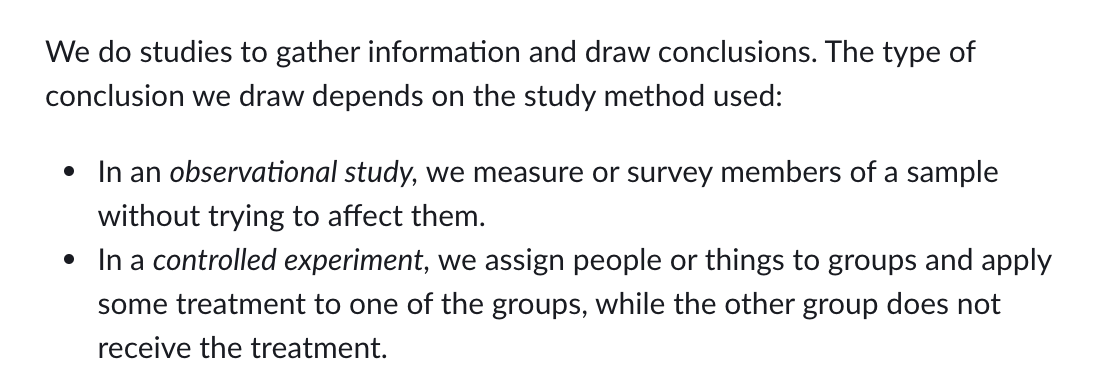 We do studies to gather information and draw conclusions. The type of
conclusion we draw depends on the study method used:
• In an observational study, we measure or survey members of a sample
without trying to affect them.
• In a controlled experiment, we assign people or things to groups and apply
some treatment to one of the groups, while the other group does not
receive the treatment.